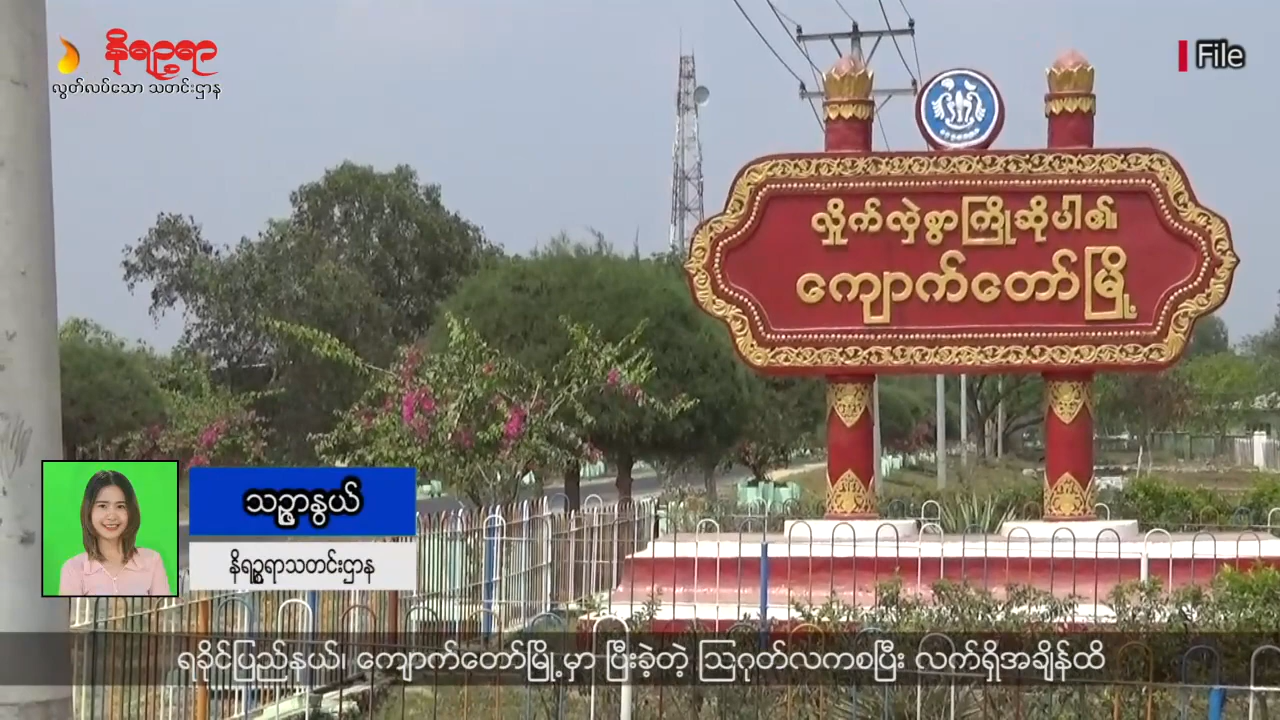 နိရဥ္စရာ
လွတ်လပ်သော သတင်းဌာန
File
လှိုက်လှဲစွာကြိုဆိုပါ၏၊
ကျောက်တော်မြို့
သဉ္ဇာနွယ်
နိရဉ္စရာသတင်းဌာန
ရခိုင်ပြည်နယ်၊ ကျောက်တော်မြို့မှာ ပြီးခဲ့တဲ့ ဩဂုတ်လကစပြီး လက်ရှိအချိန်ထိ